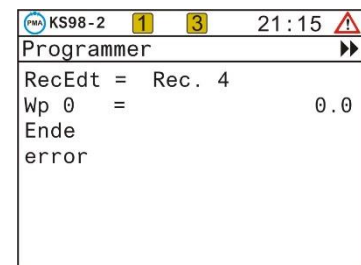 PMA KS98-2 1 3 21:15
Programmer
RecEdt = Rec. 4
Wp 0 = 0.0
Ende
error